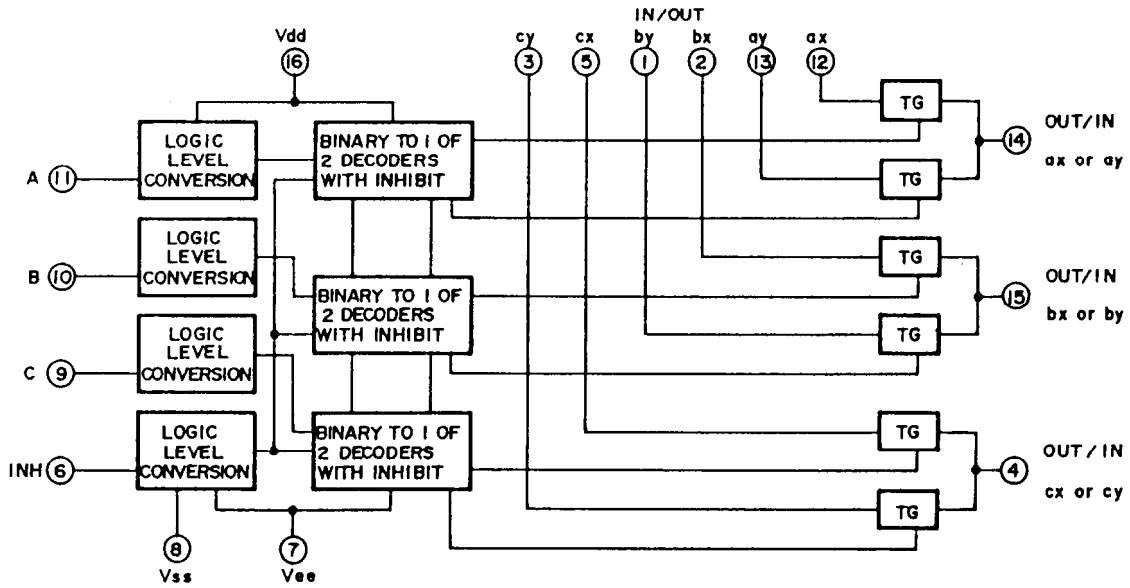 IN/OUT
Vdd cy cx by bx ay ax
16 3 5 1 2 13 12
TG
LOGIC
LEVEL
CONVERSION
BINARY TO 1 OF
2 DECODERS
WITH INHIBIT
OUT/IN
14
ax or ay
A 11
TG
LOGIC
LEVEL
CONVERSION
B 10
TG
BINARY TO 1 OF
2 DECODERS
WITH INHIBIT
OUT/IN
15
bx or by
TG
LOGIC
LEVEL
CONVERSION
C 9
LOGIC
LEVEL
CONVERSION
INH 6
BINARY TO 1 OF
2 DECODERS
WITH INHIBIT
TG
OUT/IN
4
cx or cy
TG
8 7
Vss Vee